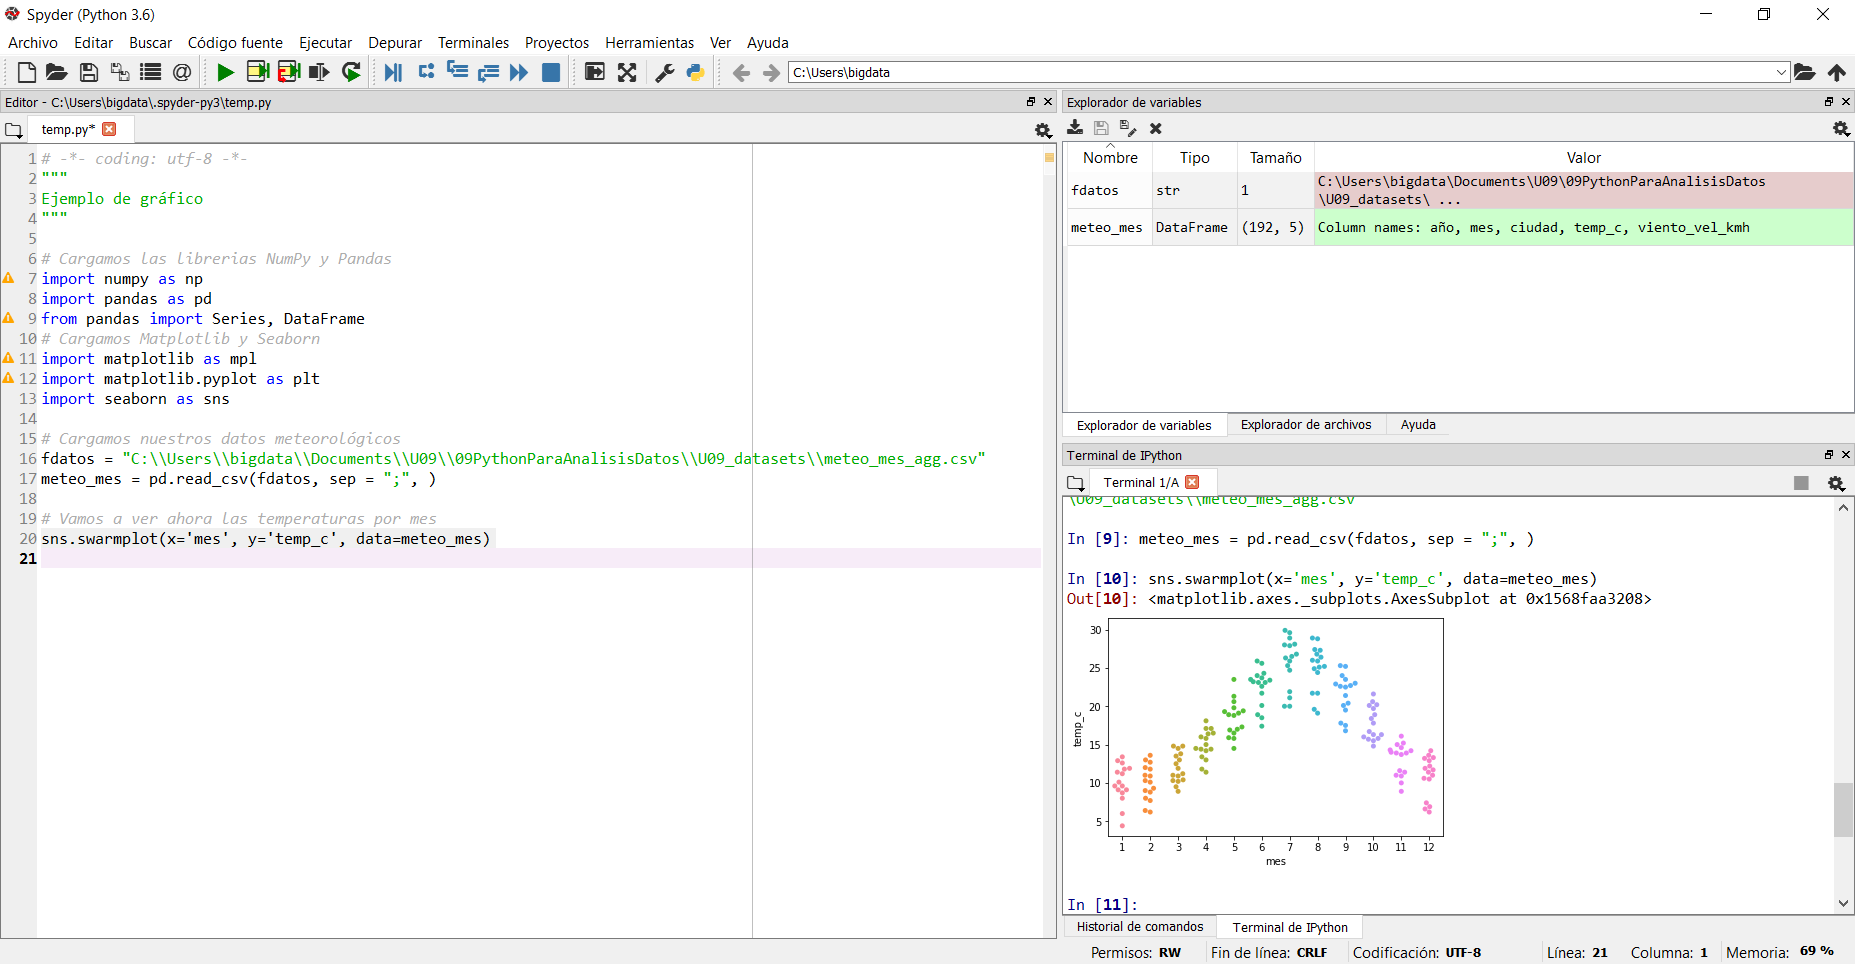 Spyder (Python 3.6)
Archivo Editar Buscar Código fuente Ejecutar Depurar Terminales Proyectos Herramientas Ver Ayuda
C:\Users\bigdata
Editor - C:\Users\bigdata\.spyder-py3\temp.py
temp.py*
1 # -*- coding: utf-8 -*-
2 """
3 Ejemplo de gráfico
4 """
5
6 # Cargamos las librerias NumPy y Pandas
7 import numpy as np
8 import pandas as pd
9 from pandas import Series, DataFrame
10 # Cargamos Matplotlib y Seaborn
11 import matplotlib as mpl
12 import matplotlib.pyplot as plt
13 import seaborn as sns
14
15 # Cargamos nuestros datos meteorológicos
16 fdatos = "C:\\Users\\bigdata\\Documents\\U09\\09PythonParaAnalisisDatos\\U09_datasets\\meteo_mes_agg.csv"
17 meteo_mes = pd.read_csv(fdatos, sep = ";", )
18
19 # Vamos a ver ahora las temperaturas por mes
20 sns.swarmplot(x='mes', y='temp_c', data=meteo_mes)
21
Explorador de variables
Nombre Tipo Tamaño Valor
fdatos str 1 C:\Users\bigdata\Documents\U09\09PythonParaAnalisisDatos
\U09_datasets\ ...
meteo_mes DataFrame (192, 5) Column names: año, mes, ciudad, temp_c, viento_vel_kmh
Explorador de variables Explorador de archivos Ayuda
Terminal de IPython
Terminal 1/A
\U09_datasets\\meteo_mes_agg.csv
In [9]: meteo_mes = pd.read_csv(fdatos, sep = ";", )
In [10]: sns.swarmplot(x='mes', y='temp_c', data=meteo_mes)
Out[10]: <matplotlib.axes._subplots.AxesSubplot at 0x1568faa3208>
30
25
20
15
10
5
temp_c
1 2 3 4 5 6 7 8 9 10 11 12
mes
In [11]:
Historial de comandos Terminal de IPython
Permisos: RW Fin de línea: CRLF Codificación: UTF-8 Línea: 21 Columna: 1 Memoria: 69 %